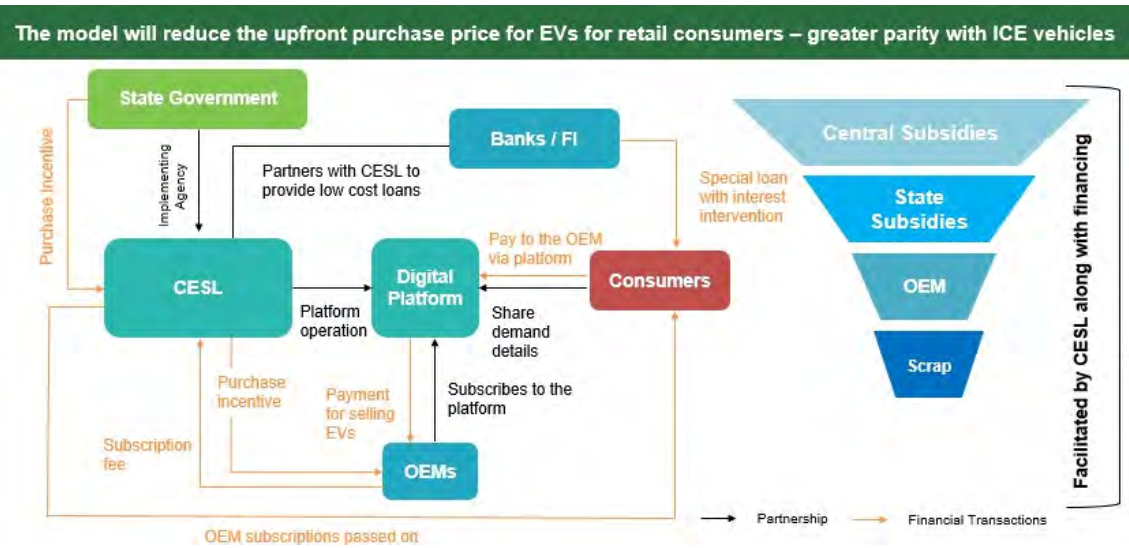 The model will reduce the upfront purchase price for EVs for retail consumers – greater parity with ICE vehicles
State Government
Purchase Incentive
Implementing
Agency
Banks / FI
Partners with CESL to
provide low cost loans
Special loan
with interest
intervention
CESL
Platform
operation
Digital
Platform
Pay to the OEM
via platform
Consumers
Share
demand
details
Purchase
incentive
Payment
for selling
EVs
Subscribes to the
platform
Subscription
fee
OEMs
OEM subscriptions passed on
Central Subsidies
State
Subsidies
OEM
Scrap
Facilitated by CESL along with financing
Partnership
Financial Transactions